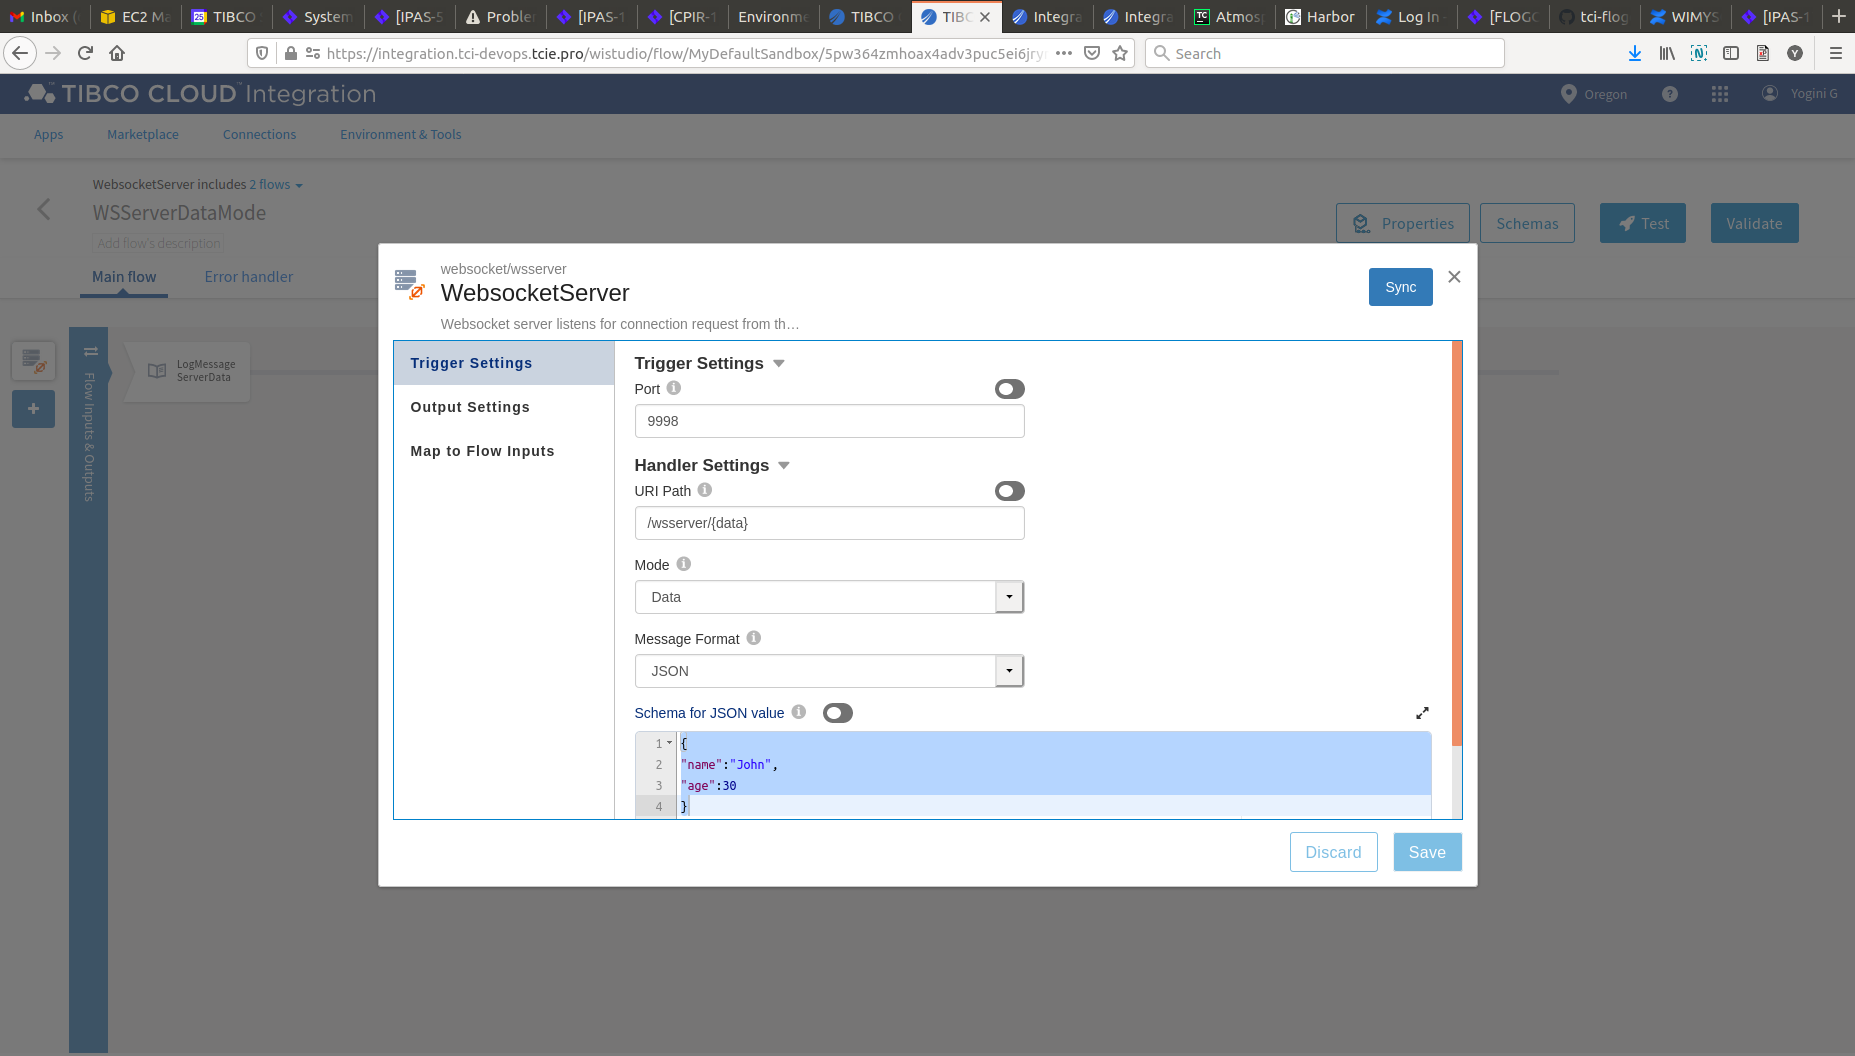 Inbox (
EC2 Ma
25
TIBCO
System
[IPAS-5
Proble
[IPAS-1
[CPIR-1
Environme
TIBCO
TIBC
Integra
Integra
TC
Atmos
Harbor
Log In -
[FLOGO
tci-flog
WIMYS
[IPAS-1
https://integration.tci-devops.tcie.pro/wistudio/flow/MyDefaultSandbox/5pw364zmhoax4adv3puc5ei6jryr
Search
TIBCO CLOUD™ Integration
Oregon
Yogini G
Apps
Marketplace
Connections
Environment & Tools
WebsocketServer includes 2 flows
WSServerDataMode
Add flow's description
Properties
Schemas
Test
Validate
Main flow
Error handler
Flow Inputs & Outputs
LogMessage
ServerData
websocket/wsserver
WebsocketServer
Websocket server listens for connection request from th…
Sync
Trigger Settings
Output Settings
Map to Flow Inputs
Trigger Settings
Port
9998
Handler Settings
URI Path
/wsserver/{data}
Mode
Data
Message Format
JSON
Schema for JSON value
1 {
2 "name":"John",
3 "age":30
4 }
Discard
Save